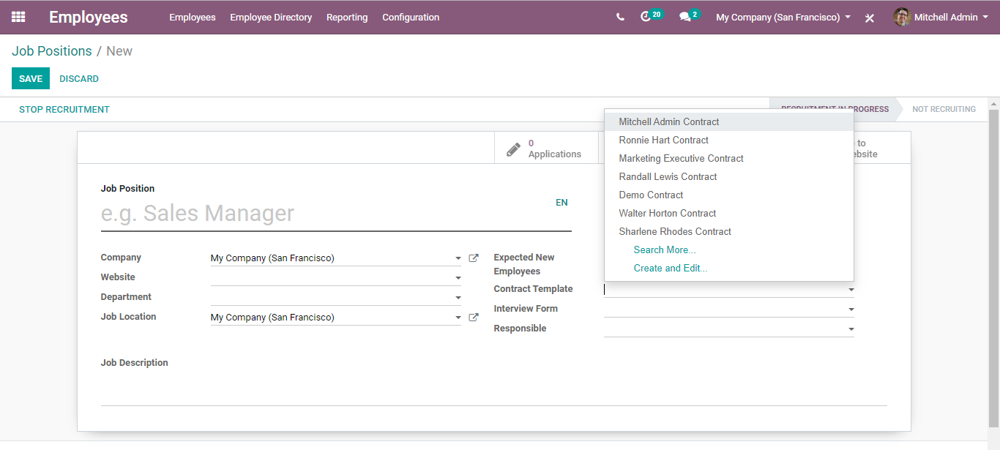 Employees Employees Employee Directory Reporting Configuration 20 2 My Company (San Francisco) Mitchell Admin
Job Positions / New
SAVE DISCARD
STOP RECRUITMENT
RECRUITMENT IN PROGRESS NOT RECRUITING
0
Applications
to
Mitchell Admin Contract
Ronnie Hart Contract
Marketing Executive Contract
Randall Lewis Contract
Demo Contract
Walter Horton Contract
Sharlene Rhodes Contract
Search More...
Create and Edit...
Job Position
e.g. Sales Manager EN
Company My Company (San Francisco)
Website
Department
Job Location My Company (San Francisco)
Expected New
Employees
Contract Template
Interview Form
Responsible
Job Description